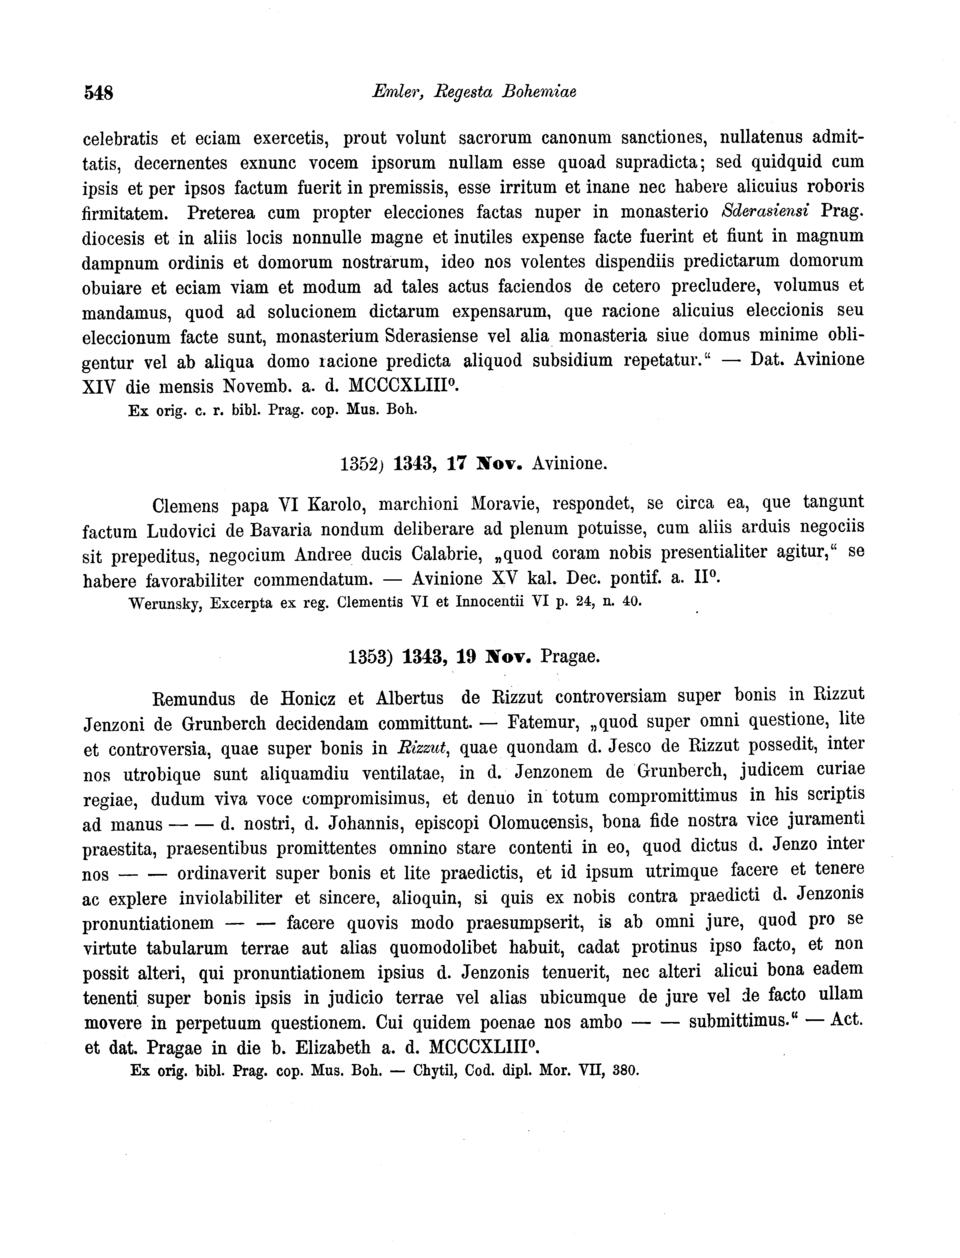 548 Emler, Regesta Bohemiae
celebratis et eciam exercetis, prout volunt sacrorum canonum sanctiones, nullatenus admit-
tatis, decernentes exnunc vocem ipsorum nullam esse quoad supradicta; sed quidquid cum
ipsis et per ipsos factum fuerit in premissis, esse irritum et inane nec habere alicuius roboris
firmitatem. Preterea cum propter elecciones factas nuper in monasterio Sderasiensi Prag.
diocesis et in aliis locis nonnulle magne et inutiles expense facte fuerint et fiunt in magnum
dampnum ordinis et domorum nostrarum, ideo nos volentes dispendiis predictarum domorum
obuiare et eciam viam et modum ad tales actus faciendos de cetero precludere, volumus et
mandamus, quod ad solucionem dictarum expensarum, que racione alicuius eleccionis seu
eleccionum facte sunt, monasterium Sderasiense vel alia monasteria siue domus minime obli-
gentur vel ab aliqua domo racione predicta aliquod subsidium repetatur.“ — Dat. Avinione
XIV die mensis Novemb. a. d. MCCCXLIII⁰.
Ex orig. c. r. bibl. Prag. cop. Mus. Boh.
1352) 1343, 17 Nov. Avinione.
Clemens papa VI Karolo, marchioni Moravie, respondet, se circa ea, que tangunt
factum Ludovici de Bavaria nondum deliberare ad plenum potuisse, cum aliis arduis negociis
sit prepeditus, negocium Andree ducis Calabrie, „quod coram nobis presentialiter agitur,“ se
habere favorabiliter commendatum. — Avinione XV kal. Dec. pontif. a. II⁰.
Werunsky, Excerpta ex reg. Clementis VI et Innocentii VI p. 24, n. 40.
1353) 1343, 19 Nov. Pragae.
Remundus de Honicz et Albertus de Rizzut controversiam super bonis in Rizzut
Jenzoni de Grunberch decidendam committunt. — Fatemur, „quod super omni questione, lite
et controversia, quae super bonis in Rizzut, quae quondam d. Jesco de Rizzut possedit, inter
nos utrobique sunt aliquamdiu ventilatae, in d. Jenzonem de Grunberch, judicem curiae
regiae, dudum viva voce compromisimus, et denuo in totum compromittimus in his scriptis
ad manus — — d. nostri, d. Johannis, episcopi Olomucensis, bona fide nostra vice juramenti
praestita, praesentibus promittentes omnino stare contenti in eo, quod dictus d. Jenzo inter
nos — — ordinaverit super bonis et lite praedictis, et id ipsum utrimque facere et tenere
ac explere inviolabiliter et sincere, alioquin, si quis ex nobis contra praedicti d. Jenzonis
pronuntiationem — — facere quovis modo praesumpserit, is ab omni jure, quod pro se
virtute tabularum terrae aut alias quomodolibet habuit, cadat protinus ipso facto, et non
possit alteri, qui pronuntiationem ipsius d. Jenzonis tenuerit, nec alteri alicui bona eadem
tenenti super bonis ipsis in judicio terrae vel alias ubicumque de jure vel de facto ullam
movere in perpetuum questionem. Cui quidem poenae nos ambo — — submittimus.“ — Act.
et dat. Pragae in die b. Elizabeth a. d. MCCCXLIII⁰.
Ex orig. bibl. Prag. cop. Mus. Boh. — Chytil, Cod. dipl. Mor. VII, 380.